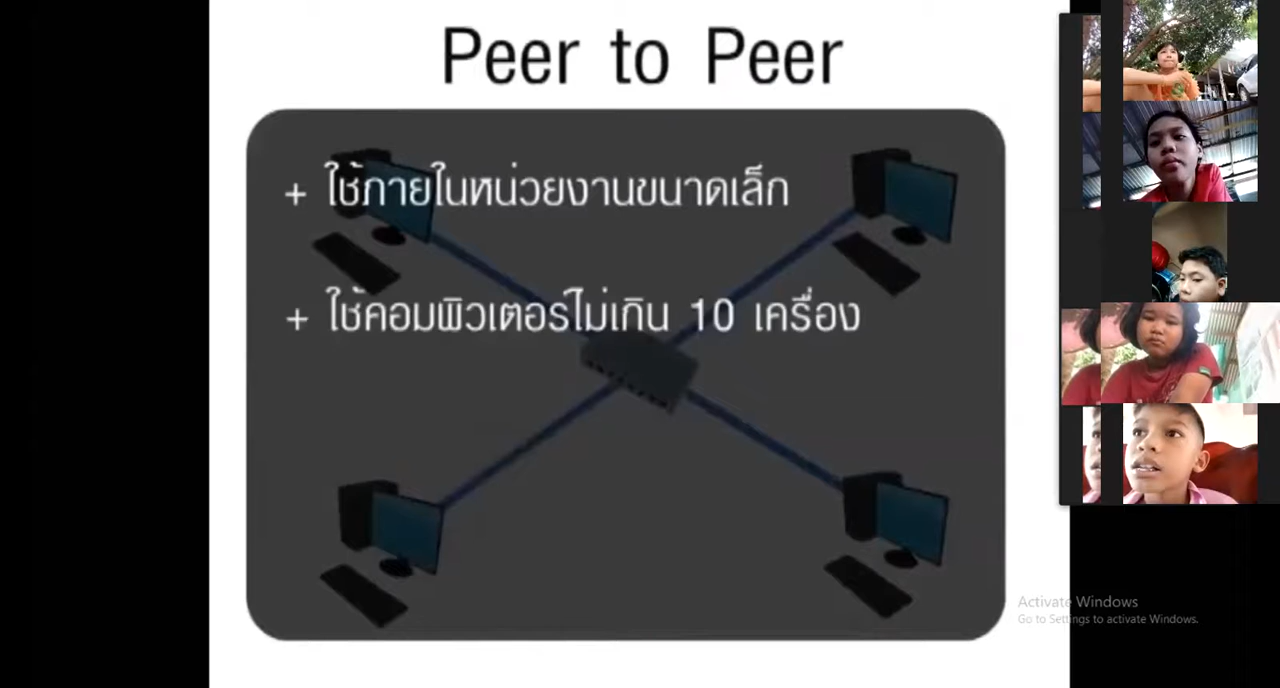 Peer to Peer
+ ใช้ภายในหน่วยงานขนาดเล็ก
+ ใช้คอมพิวเตอร์ไม่เกิน 10 เครื่อง
Activate Windows
Go to Settings to activate Windows.